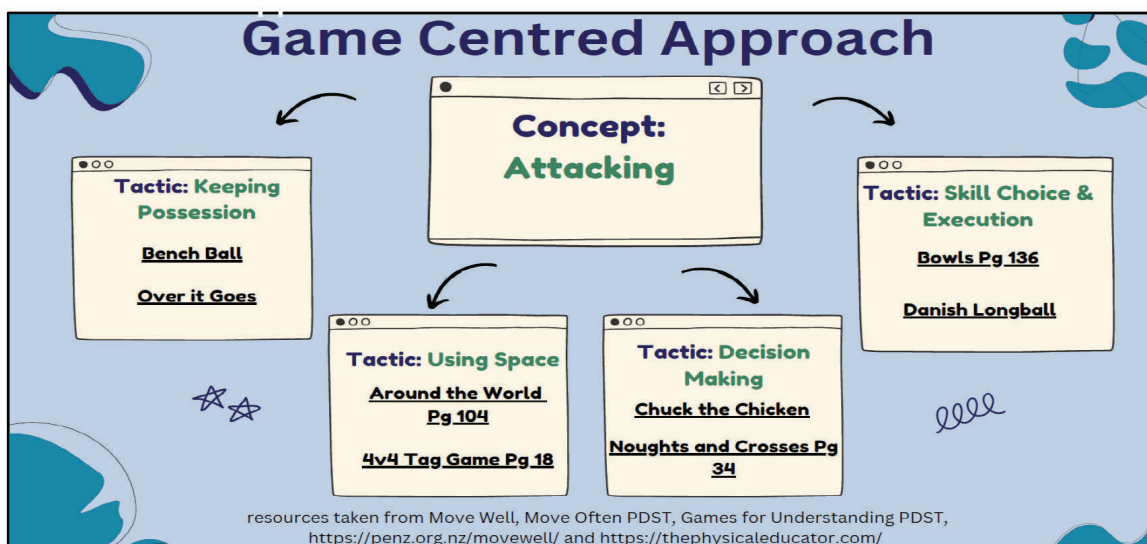 Game Centred Approach
Concept:
Attacking
Tactic: Keeping
Possession
Bench Ball
Over it Goes
Tactic: Using Space
Around the World
Pg 104
4v4 Tag Game Pg 18
Tactic: Decision
Making
Chuck the Chicken
Noughts and Crosses Pg
34
Tactic: Skill Choice &
Execution
Bowls Pg 136
Danish Longball
resources taken from Move Well, Move Often PDST, Games for Understanding PDST,
https://penz.org.nz/movewell/ and https://thephysicaleducator.com/